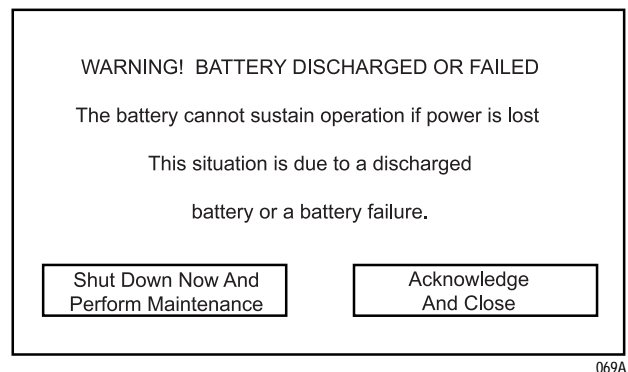 WARNING! BATTERY DISCHARGED OR FAILED
The battery cannot sustain operation if power is lost
This situation is due to a discharged
battery or a battery failure.
Shut Down Now And
Perform Maintenance
Acknowledge
And Close
069A